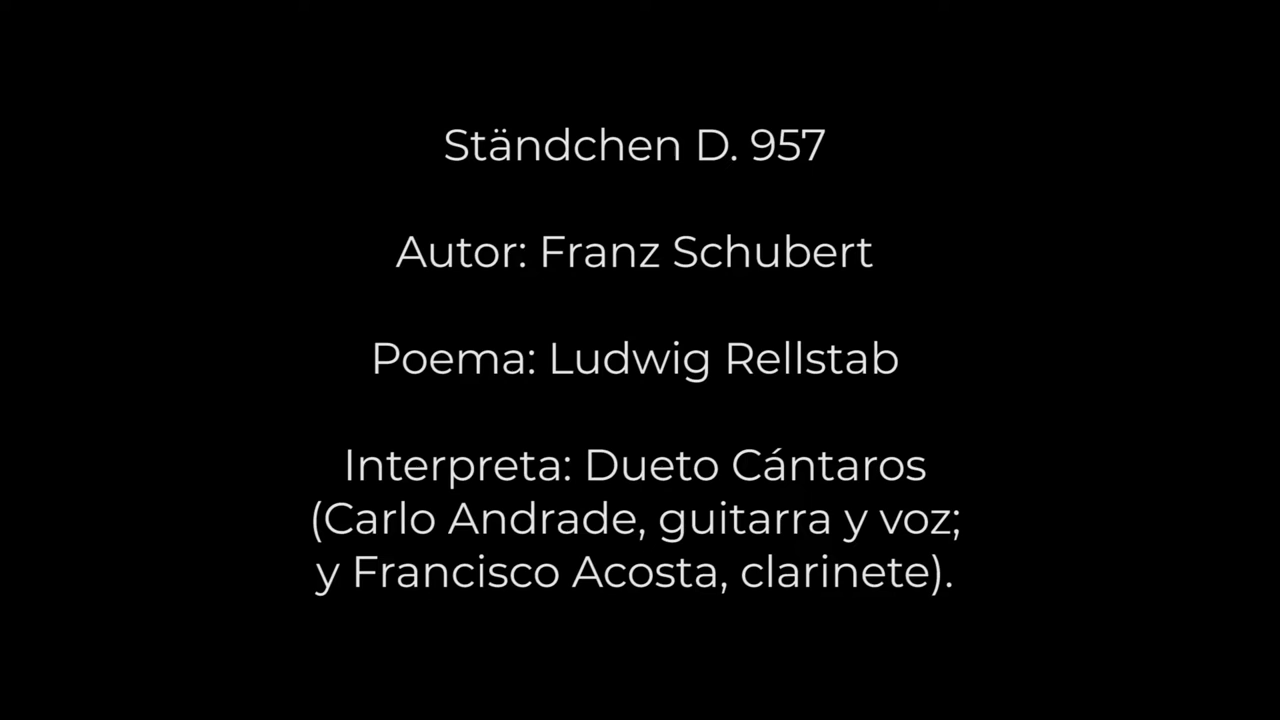 Ständchen D. 957
Autor: Franz Schubert
Poema: Ludwig Rellstab
Interpreta: Dueto Cántaros
(Carlo Andrade, guitarra y voz;
y Francisco Acosta, clarinete).